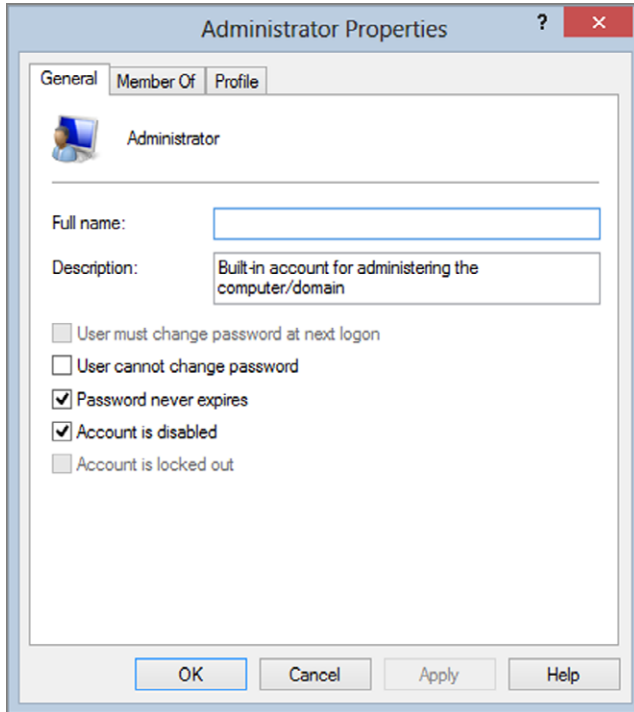 Administrator Properties
?
General
Member Of
Profile
Administrator
Full name:
Description:
Built-in account for administering the
computer/domain
User must change password at next logon
User cannot change password
Password never expires
Account is disabled
Account is locked out
OK
Cancel
Apply
Help